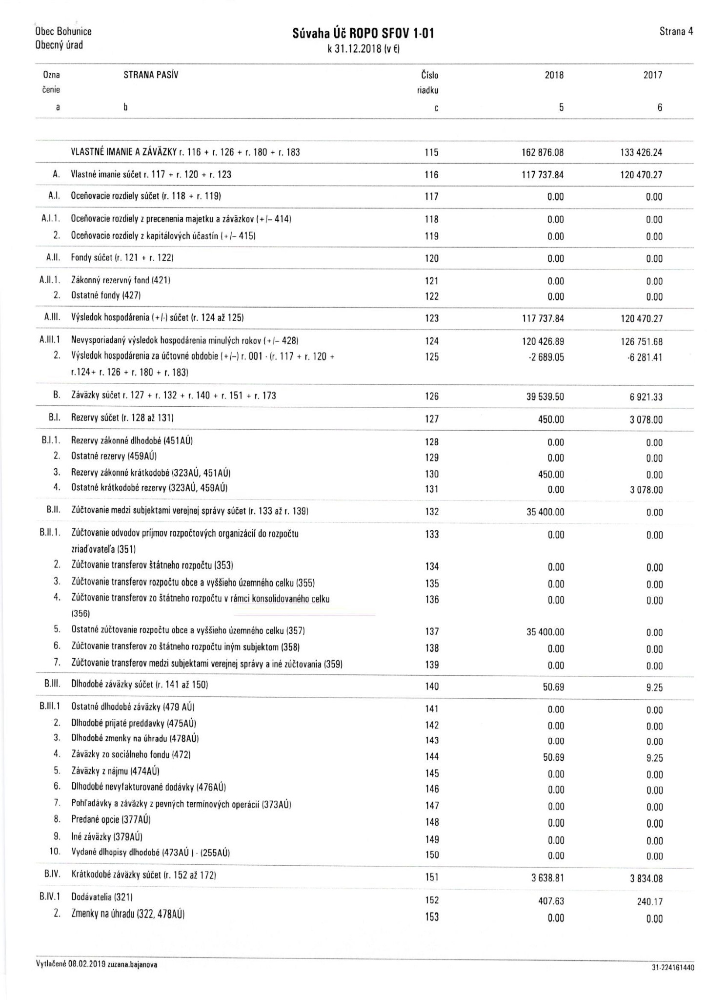 Obec Bohunice
Obecný úrad
Súvaha Úč ROPO SFOV 1-01
k 31.12.2018 (v €)
Strana 4
Ozna STRANA PASÍV Číslo 2018 2017
čenie riadku
a b c 5 6
VLASTNÉ IMANIE A ZÁVÄZKY r. 116 + r. 126 + r. 180 + r. 183 115 162 876.08 133 426.24
A. Vlastné imanie súčet r. 117 + r. 120 + r. 123 116 117 737.84 120 470.27
A.I. Oceňovacie rozdiely súčet (r. 118 + r. 119) 117 0.00 0.00
A.I.1. Oceňovacie rozdiely z precenenia majetku a záväzkov (+/– 414) 118 0.00 0.00
2. Oceňovacie rozdiely z kapitálových účastín (+/– 415) 119 0.00 0.00
A.II. Fondy súčet (r. 121 + r. 122) 120 0.00 0.00
A.II.1. Zákonný rezervný fond (421) 121 0.00 0.00
2. Ostatné fondy (427) 122 0.00 0.00
A.III. Výsledok hospodárenia (+/-) súčet (r. 124 až 125) 123 117 737.84 120 470.27
A.III.1 Nevysporiadaný výsledok hospodárenia minulých rokov (+/– 428) 124 120 426.89 126 751.68
2. Výsledok hospodárenia za účtovné obdobie (+/–) r. 001 - (r. 117 + r. 120 + 125 -2 689.05 -6 281.41
r.124+ r. 126 + r. 180 + r. 183)
B. Záväzky súčet r. 127 + r. 132 + r. 140 + r. 151 + r. 173 126 39 539.50 6 921.33
B.I. Rezervy súčet (r. 128 až 131) 127 450.00 3 078.00
B.I.1. Rezervy zákonné dlhodobé (451AÚ) 128 0.00 0.00
2. Ostatné rezervy (459AÚ) 129 0.00 0.00
3. Rezervy zákonné krátkodobé (323AÚ, 451AÚ) 130 450.00 0.00
4. Ostatné krátkodobé rezervy (323AÚ, 459AÚ) 131 0.00 3 078.00
B.II. Zúčtovanie medzi subjektami verejnej správy súčet (r. 133 až r. 139) 132 35 400.00 0.00
B.II.1. Zúčtovanie odvodov príjmov rozpočtových organizácií do rozpočtu 133 0.00 0.00
zriaďovateľa (351)
2. Zúčtovanie transferov štátneho rozpočtu (353) 134 0.00 0.00
3. Zúčtovanie transferov rozpočtu obce a vyššieho územného celku (355) 135 0.00 0.00
4. Zúčtovanie transferov zo štátneho rozpočtu v rámci konsolidovaného celku 136 0.00 0.00
(356)
5. Ostatné zúčtovanie rozpočtu obce a vyššieho územného celku (357) 137 35 400.00 0.00
6. Zúčtovanie transferov zo štátneho rozpočtu iným subjektom (358) 138 0.00 0.00
7. Zúčtovanie transferov medzi subjektami verejnej správy a iné zúčtovania (359) 139 0.00 0.00
B.III. Dlhodobé záväzky súčet (r. 141 až 150) 140 50.69 9.25
B.III.1 Ostatné dlhodobé záväzky (479 AÚ) 141 0.00 0.00
2. Dlhodobé prijaté preddavky (475AÚ) 142 0.00 0.00
3. Dlhodobé zmenky na úhradu (478AÚ) 143 0.00 0.00
4. Záväzky zo sociálneho fondu (472) 144 50.69 9.25
5. Záväzky z nájmu (474AÚ) 145 0.00 0.00
6. Dlhodobé nevyfakturované dodávky (476AÚ) 146 0.00 0.00
7. Pohľadávky a záväzky z pevných termínových operácií (373AÚ) 147 0.00 0.00
8. Predané opcie (377AÚ) 148 0.00 0.00
9. Iné záväzky (379AÚ) 149 0.00 0.00
10. Vydané dlhopisy dlhodobé (473AÚ ) - (255AÚ) 150 0.00 0.00
B.IV. Krátkodobé záväzky súčet (r. 152 až 172) 151 3 638.81 3 834.08
B.IV.1 Dodávatelia (321) 152 407.63 240.17
2. Zmenky na úhradu (322, 478AÚ) 153 0.00 0.00
Vytlačené 08.02.2019 zuzana.bajanova
31-224161440